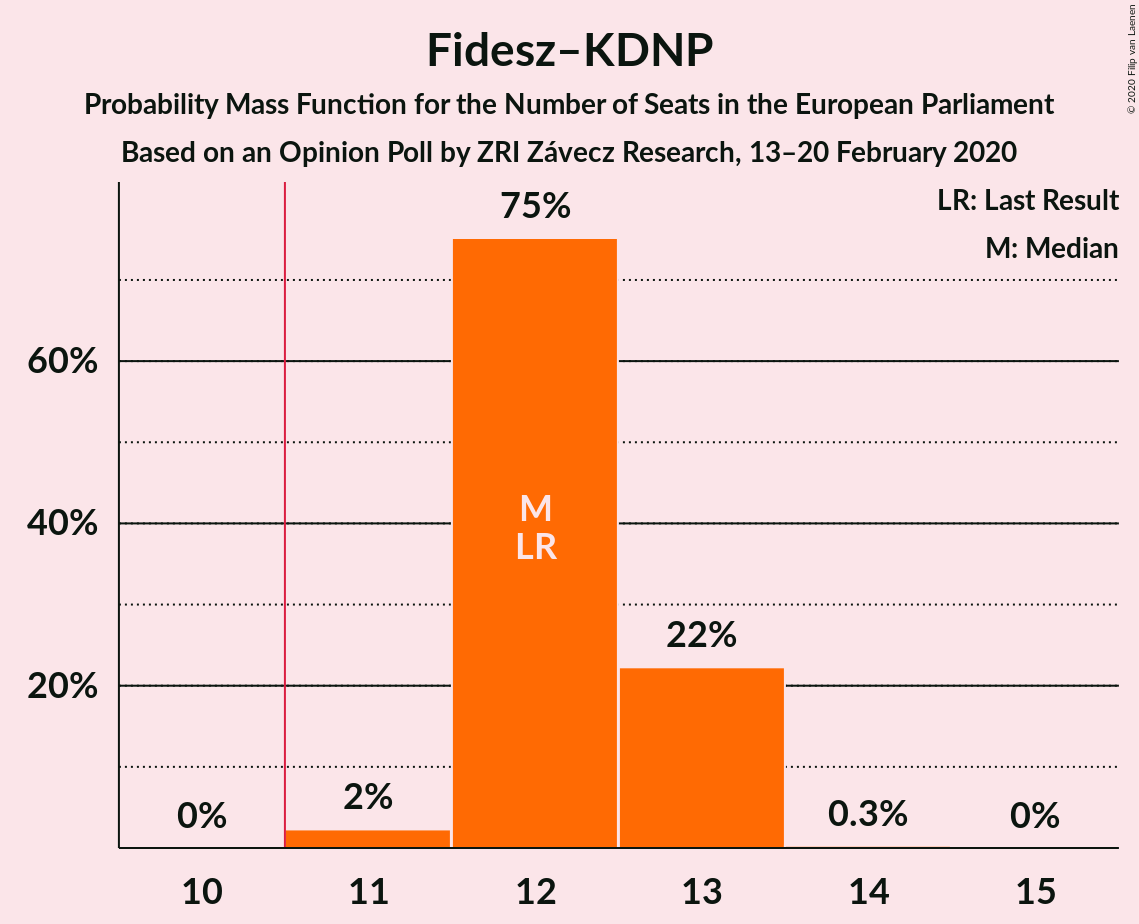 Fidesz–KDNP
Probability Mass Function for the Number of Seats in the European Parliament
Based on an Opinion Poll by ZRI Závecz Research, 13–20 February 2020
© 2020 Filip van Laenen
LR: Last Result
M: Median
75%
60%
M
40%
LR
22%
20%
2%
0%
0.3%
0%
10 11 12 13 14 15